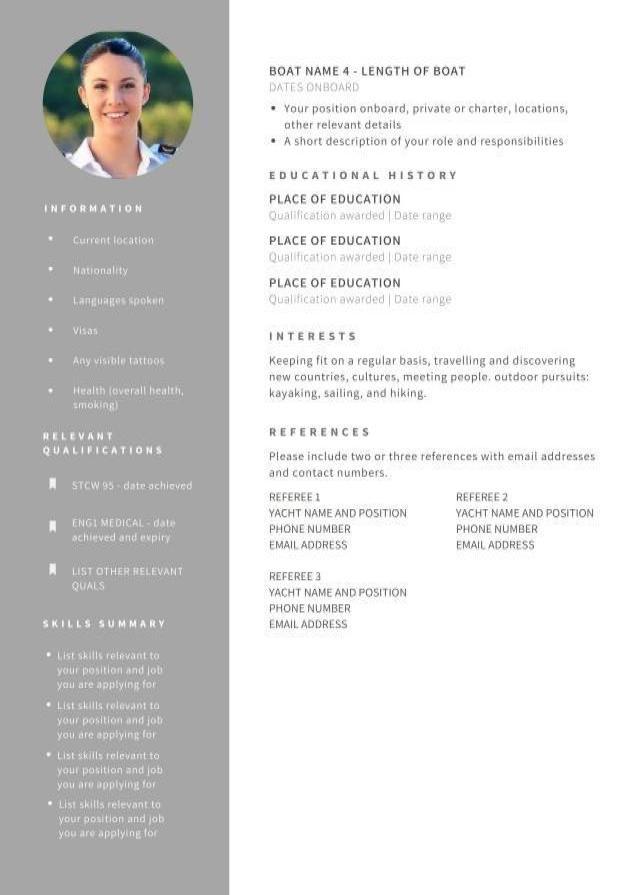 INFORMATION
Current location
Nationality
Languages spoken
Visas
Any visible tattoos
Health (overall health,
smoking)
RELEVANT
QUALIFICATIONS
STCW 95 - date achieved
ENG1 MEDICAL - date
achieved and expiry
LIST OTHER RELEVANT
QUALS
SKILLS SUMMARY
List skills relevant to
your position and job
you are applying for
List skills relevant to
your position and job
you are applying for
List skills relevant to
your position and job
you are applying for
List skills relevant to
your position and job
you are applying for
BOAT NAME 4 - LENGTH OF BOAT
DATES ONBOARD
Your position onboard, private or charter, locations,
other relevant details
A short description of your role and responsibilities
EDUCATIONAL HISTORY
PLACE OF EDUCATION
Qualification awarded | Date range
PLACE OF EDUCATION
Qualification awarded | Date range
PLACE OF EDUCATION
Qualification awarded | Date range
INTERESTS
Keeping fit on a regular basis, travelling and discovering
new countries, cultures, meeting people. outdoor pursuits:
kayaking, sailing, and hiking.
REFERENCES
Please include two or three references with email addresses
and contact numbers.
REFEREE 1
YACHT NAME AND POSITION
PHONE NUMBER
EMAIL ADDRESS
REFEREE 2
YACHT NAME AND POSITION
PHONE NUMBER
EMAIL ADDRESS
REFEREE 3
YACHT NAME AND POSITION
PHONE NUMBER
EMAIL ADDRESS